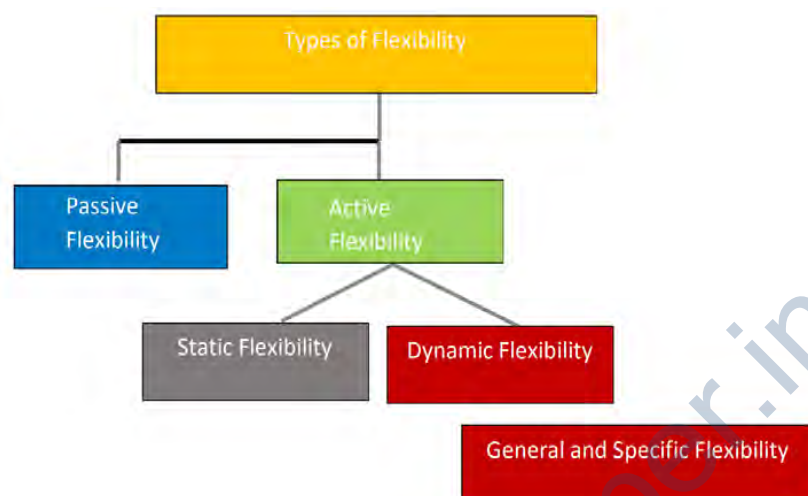 Types of Flexibility
Passive
Flexibility
Active
Flexibility
Static Flexibility
Dynamic Flexibility
General and Specific Flexibility